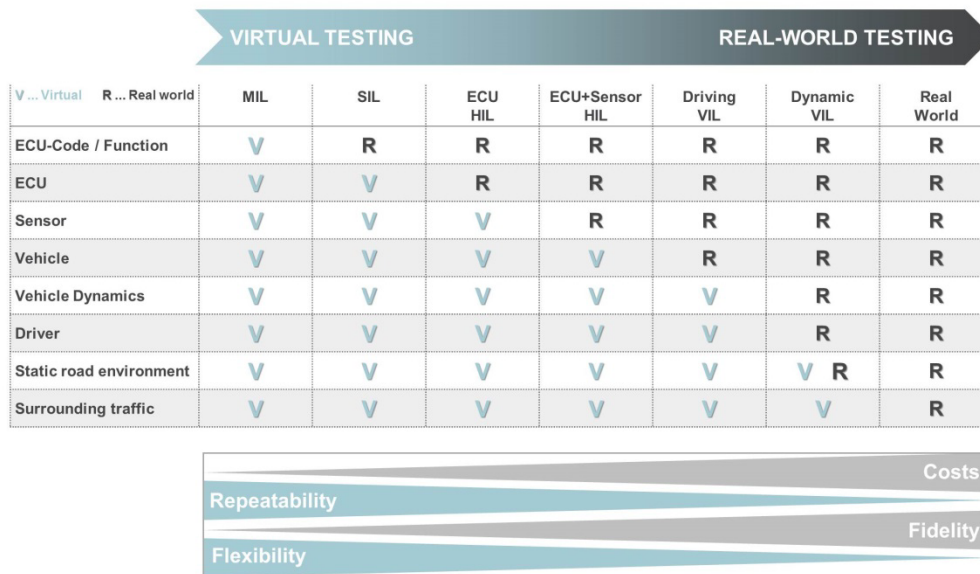 VIRTUAL TESTING REAL-WORLD TESTING
V ... Virtual R ... Real world MIL SIL ECU HIL ECU+Sensor HIL Driving VIL Dynamic VIL Real World
ECU-Code / Function V R R R R R R
ECU V V R R R R R
Sensor V V V R R R R
Vehicle V V V V R R R
Vehicle Dynamics V V V V V R R
Driver V V V V V R R
Static road environment V V V V V V R R
Surrounding traffic V V V V V V R
Costs
Repeatability
Fidelity
Flexibility